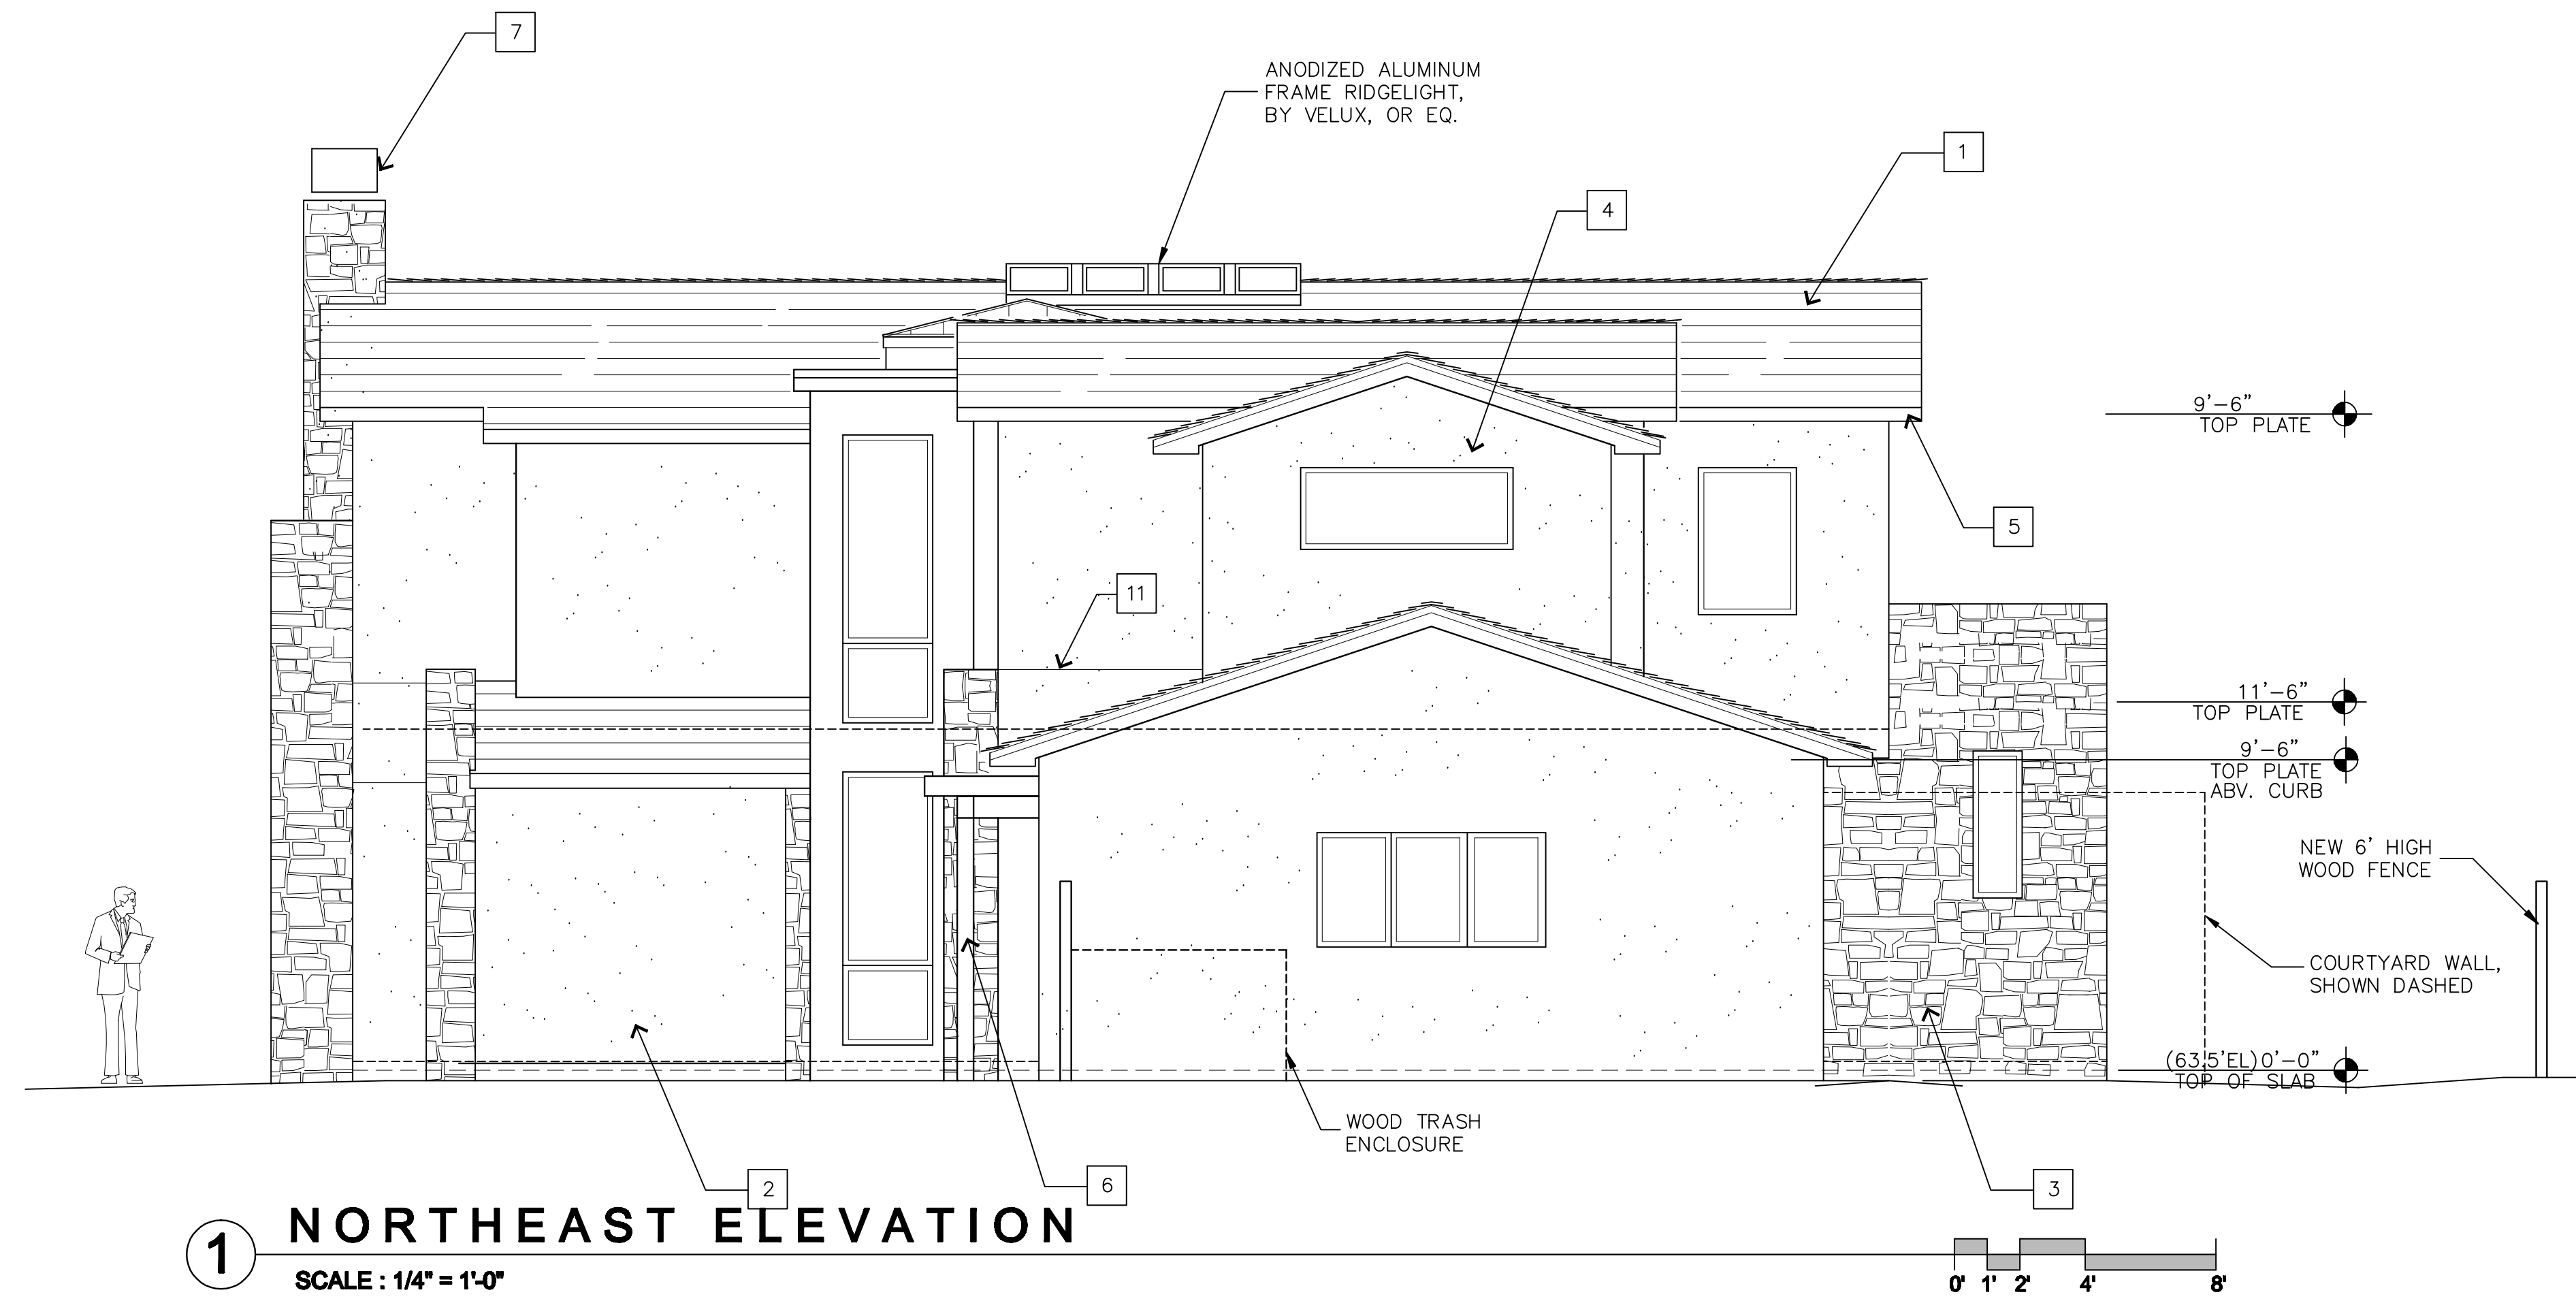 7
ANODIZED ALUMINUM
FRAME RIDGELIGHT,
BY VELUX, OR EQ.
1
4
9'-6"
TOP PLATE
5
11
11'-6"
TOP PLATE
9'-6"
TOP PLATE
ABV. CURB
NEW 6' HIGH
WOOD FENCE
COURTYARD WALL,
SHOWN DASHED
(63.5'EL)0'-0"
TOP OF SLAB
WOOD TRASH
ENCLOSURE
2
6
3
1
NORTHEAST ELEVATION
SCALE : 1/4" = 1'-0"
0' 1' 2' 4' 8'